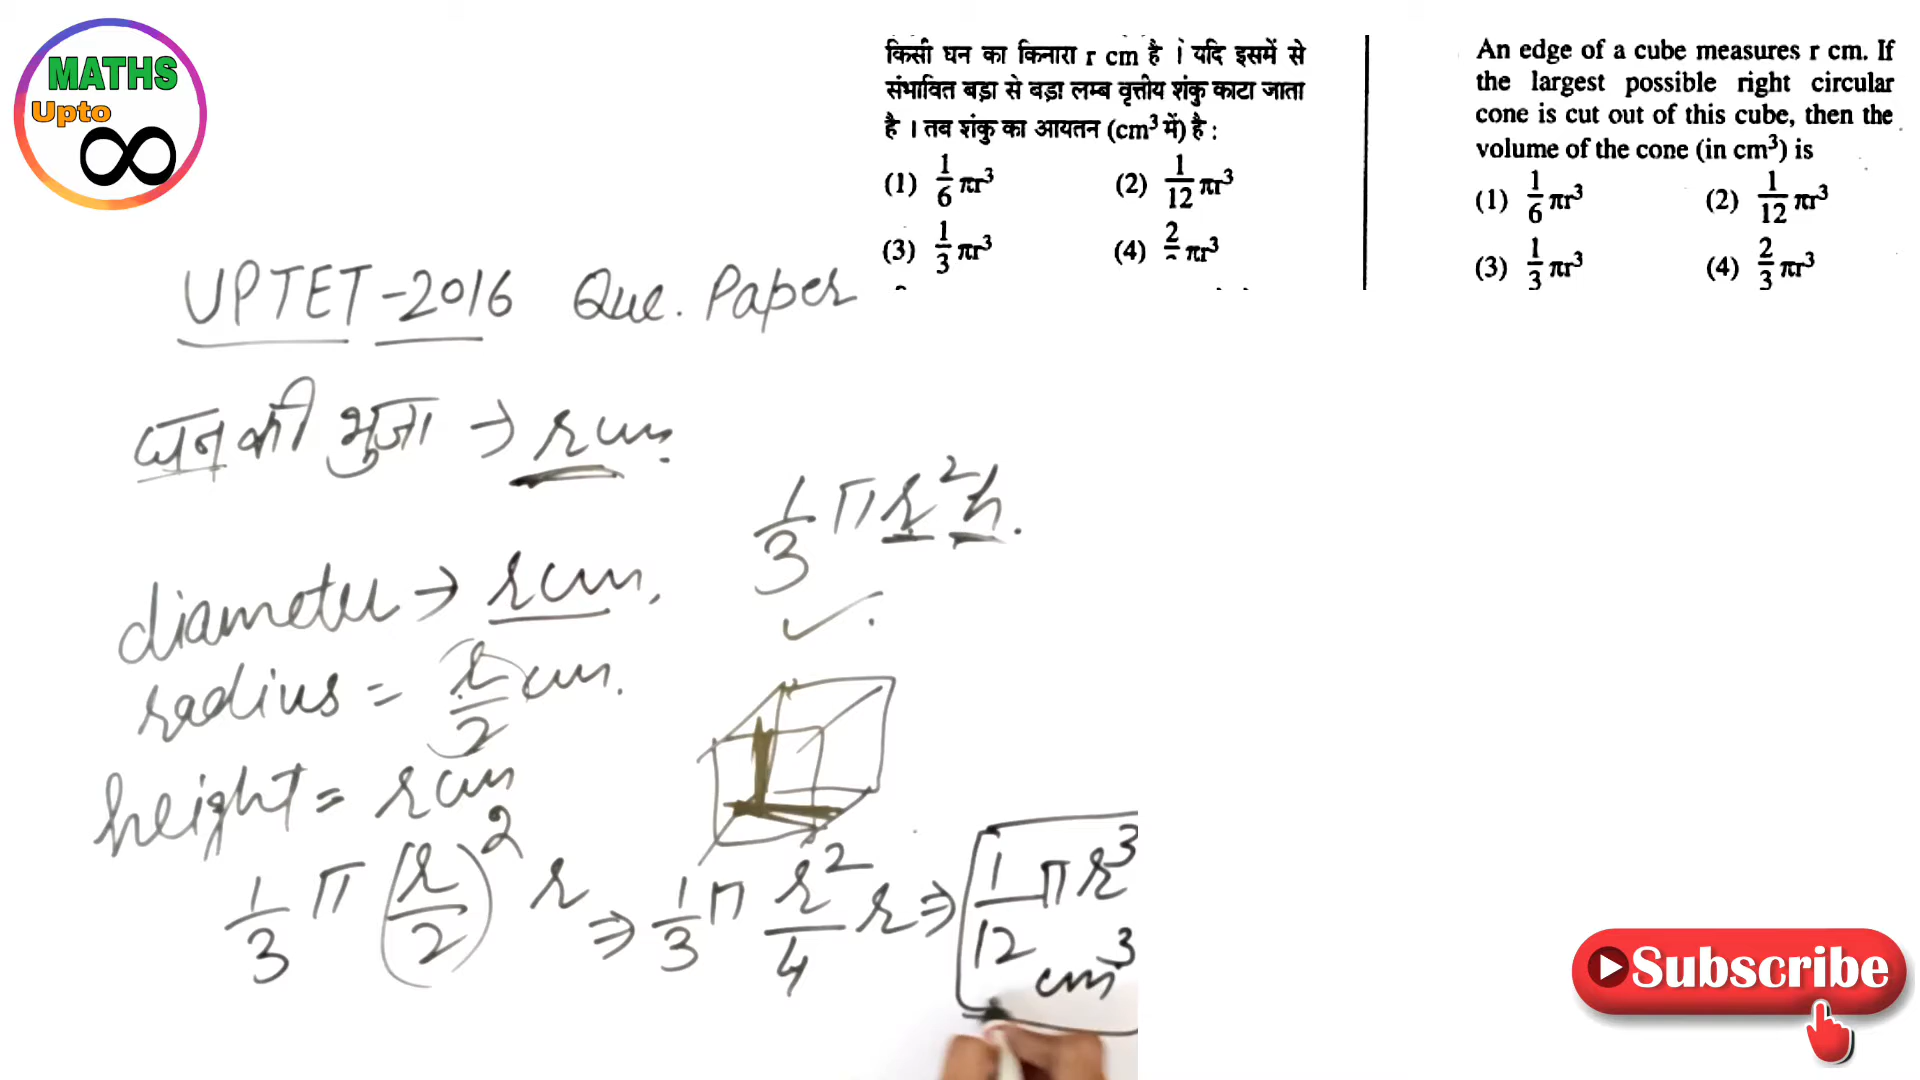 MATHS
Upto
∞
किसी घन का किनारा r cm है । यदि इसमें से
संभावित बड़ा से बड़ा लम्ब वृत्तीय शंकु काटा जाता
है । तब शंकु का आयतन (cm³ में) है :
(1) 1/6 πr³ (2) 1/12 πr³
(3) 1/3 πr³ (4) 2/ πr³
An edge of a cube measures r cm. If
the largest possible right circular
cone is cut out of this cube, then the
volume of the cone (in cm³) is
(1) 1/6 πr³ (2) 1/12 πr³
(3) 1/3 πr³ (4) 2/3 πr³
UPTET-2016 Que. Paper
घन की भुजा → r cm.
1/3 πr²h.
diameter → r cm.
radius = r/2 cm.
height = r cm
1/3 π (r/2)² r ⇒ 1/3 π r²/4 r ⇒ 1/12 πr³ cm³
Subscribe